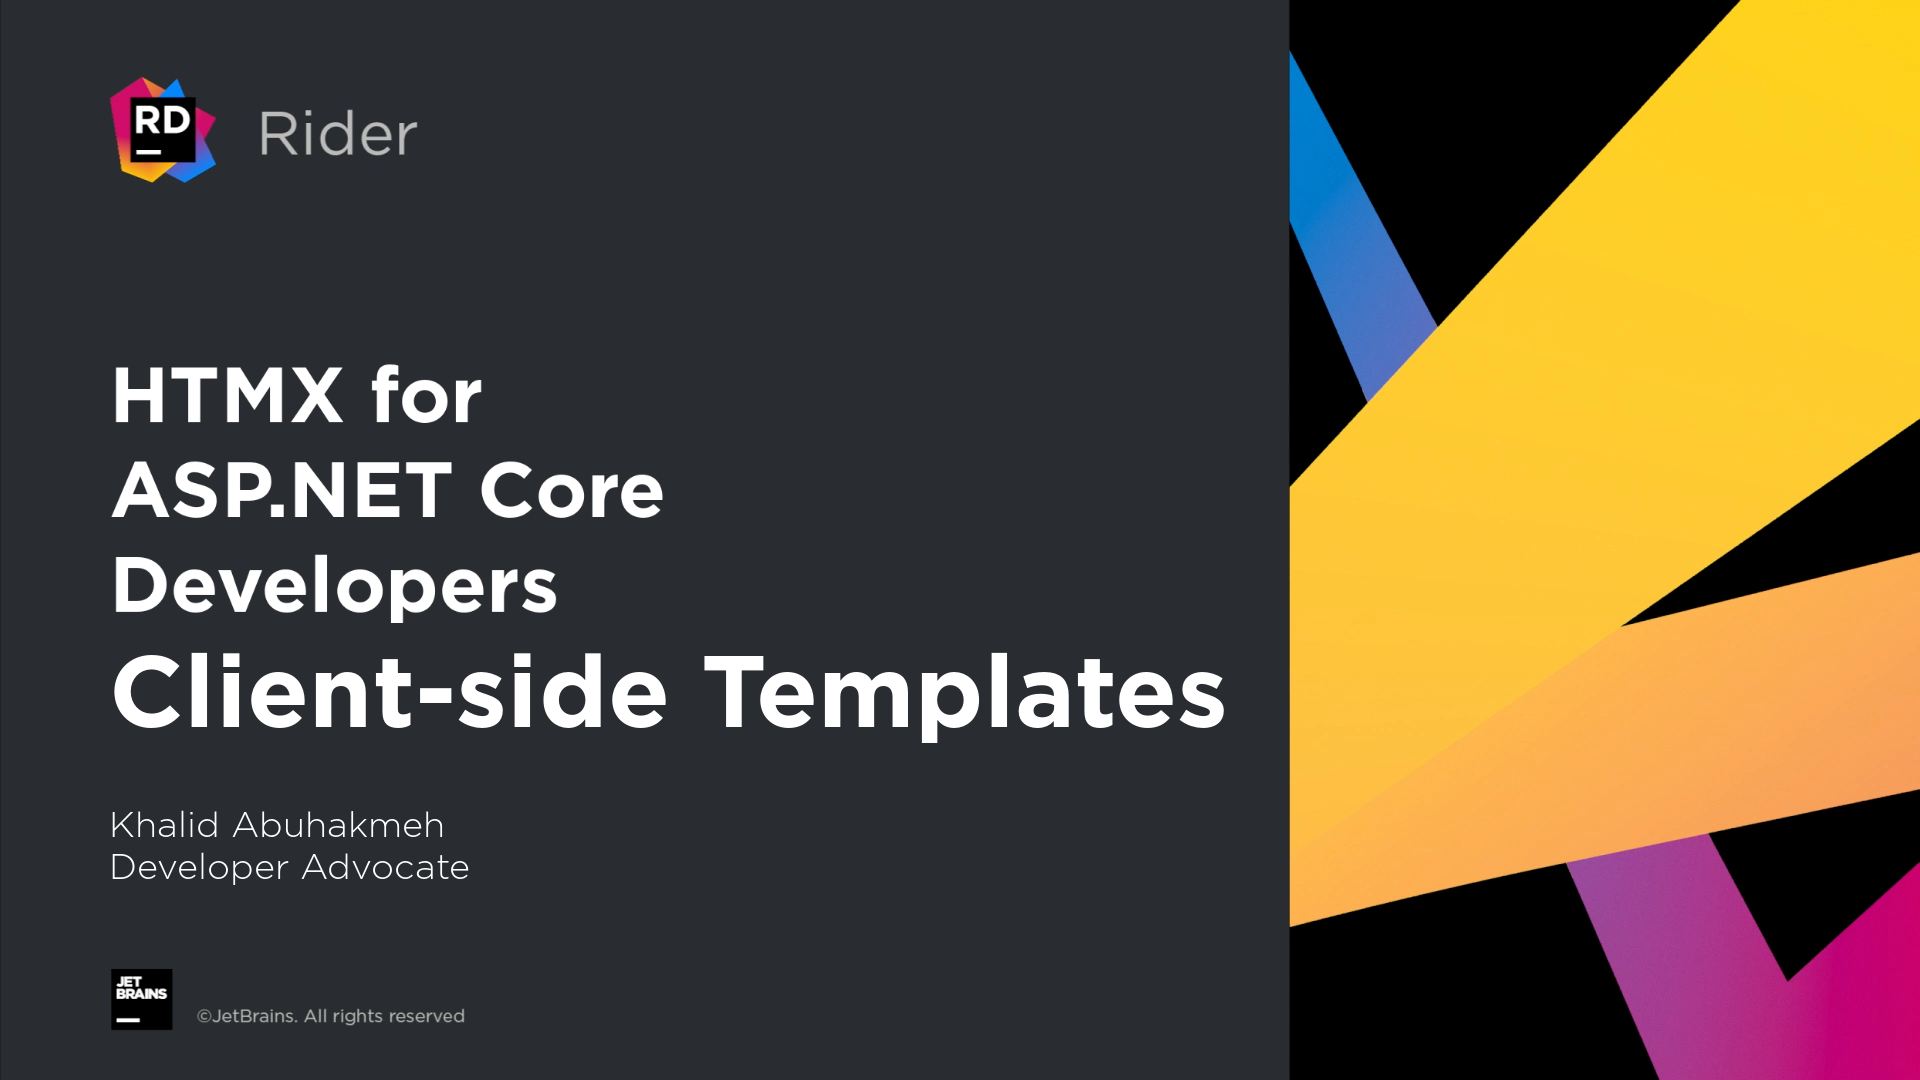 RD
Rider
HTMX for
ASP.NET Core
Developers
Client-side Templates
Khalid Abuhakmeh
Developer Advocate
JET
BRAINS
©JetBrains. All rights reserved